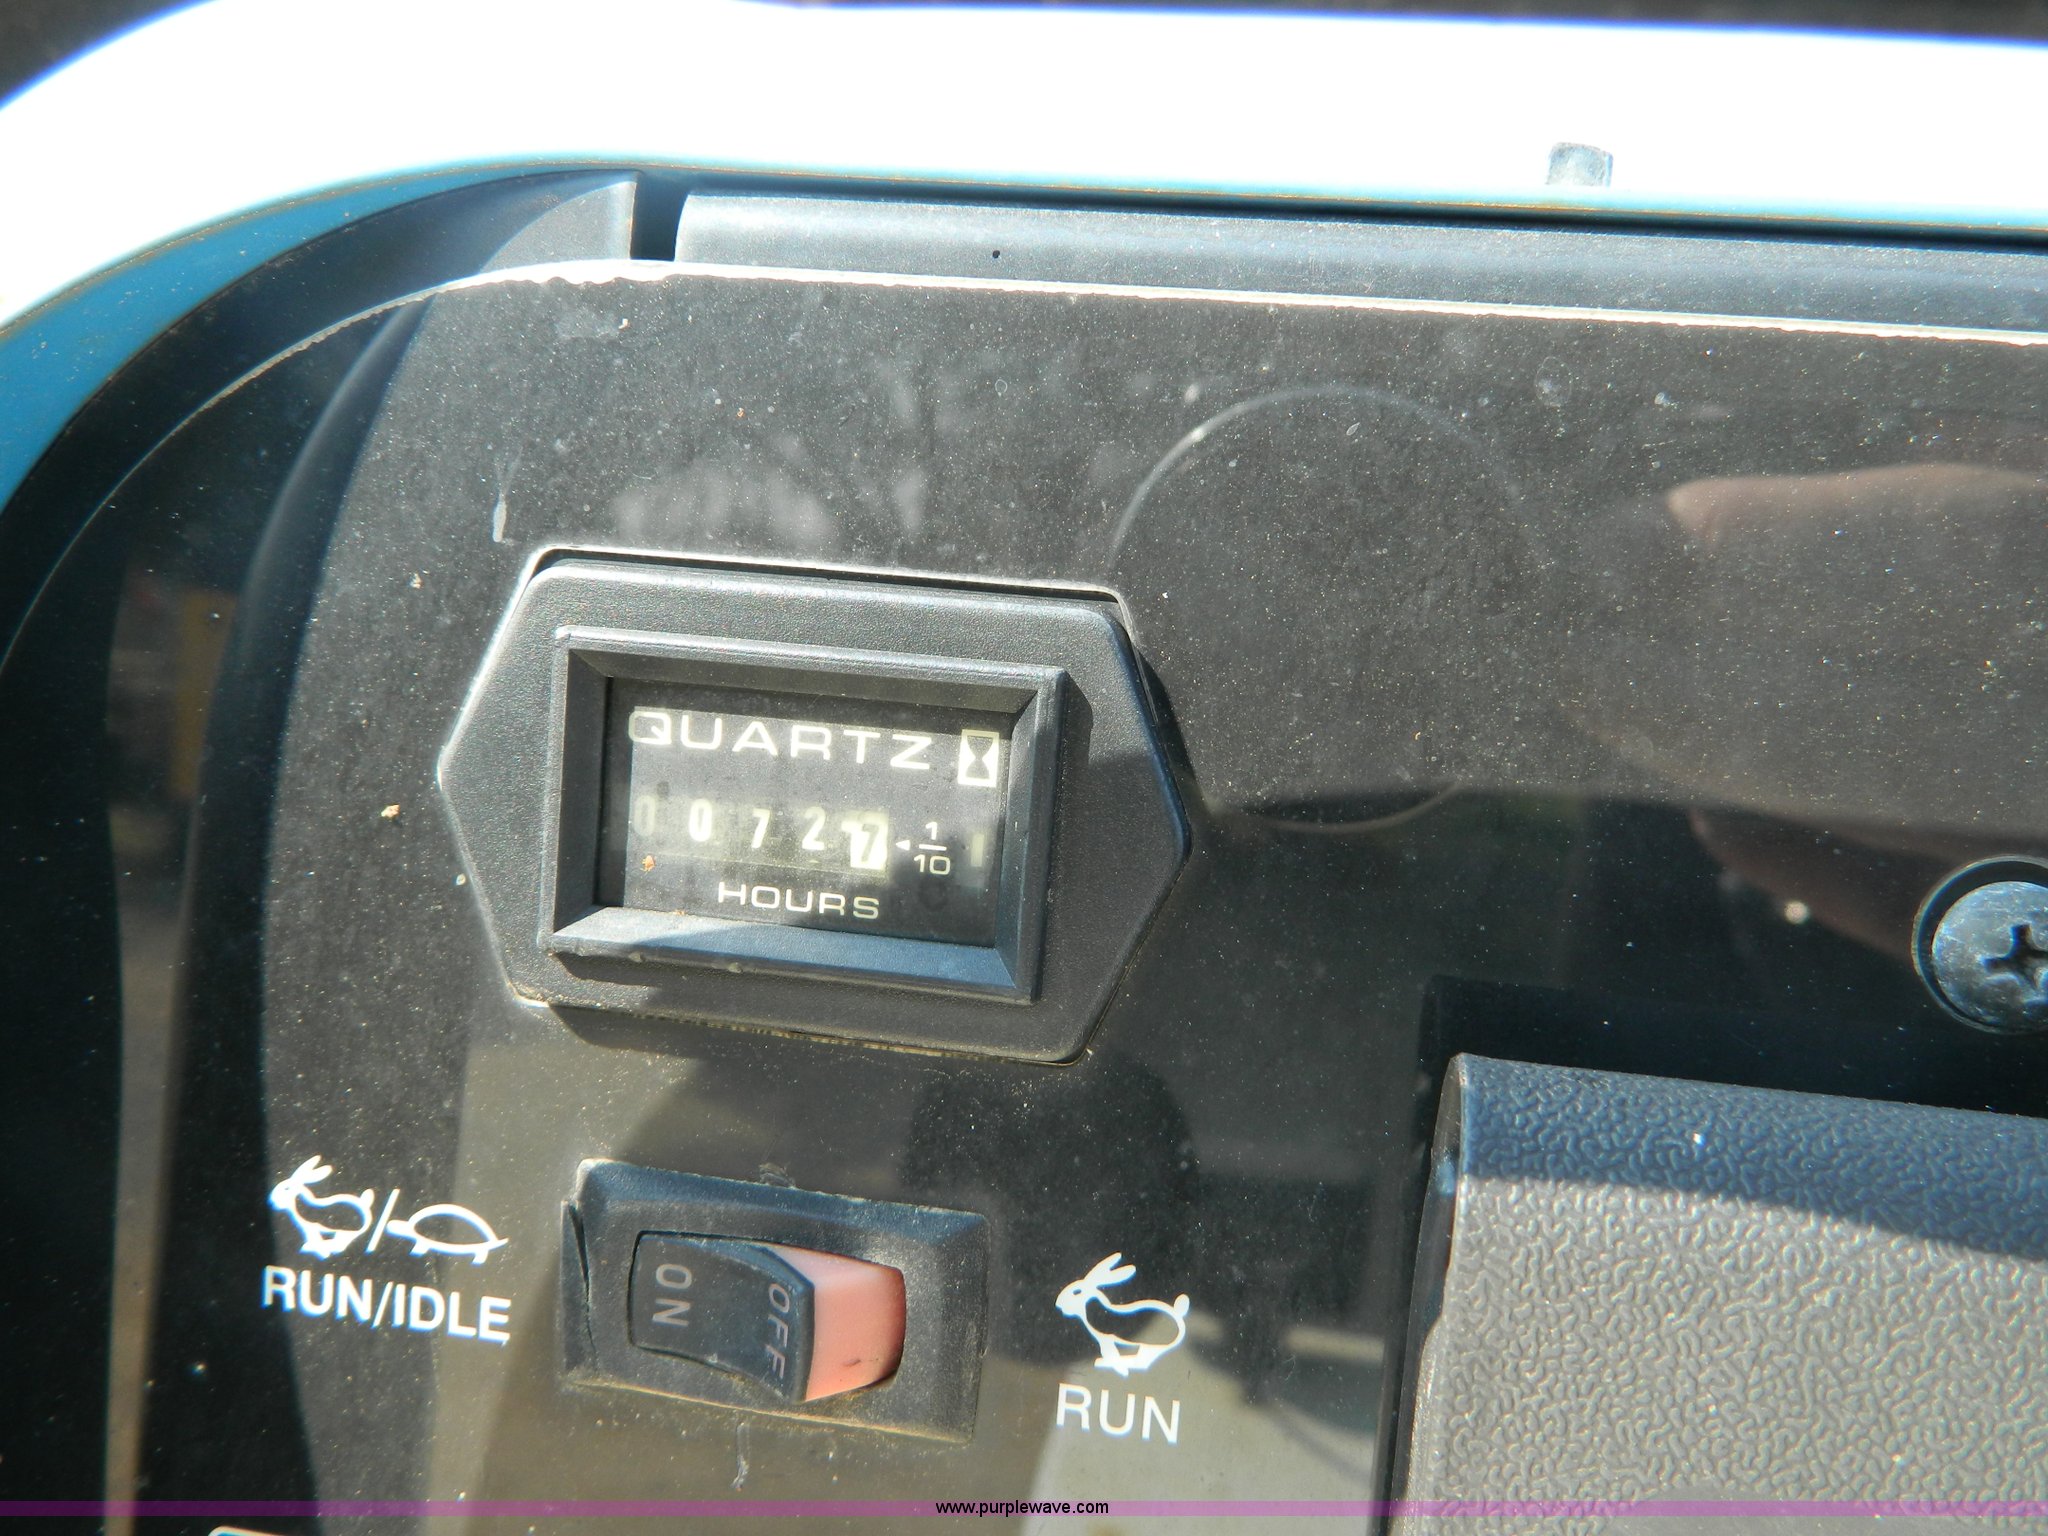 QUARTZ
0 0 7 2 7 1/10
HOURS
RUN/IDLE
ON OFF
RUN
www.purplewave.com